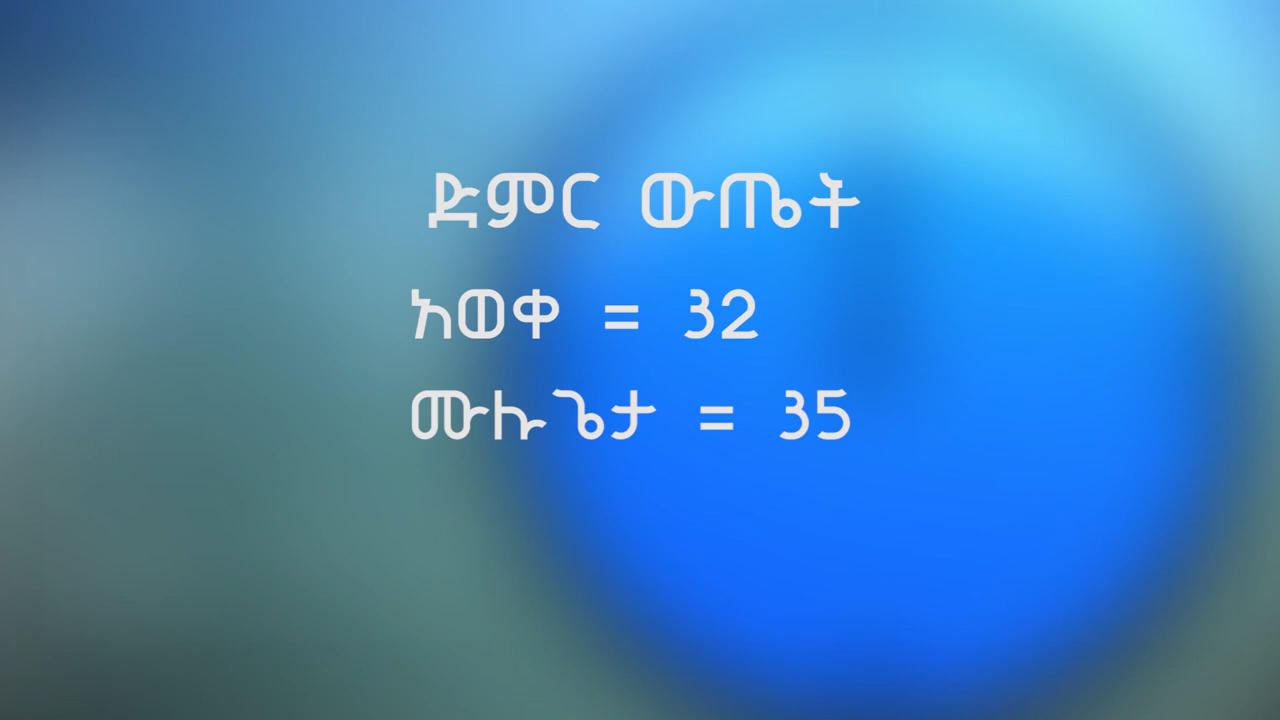 ድምር ውጤት
አወቀ = 32
ሙሉጌታ = 35